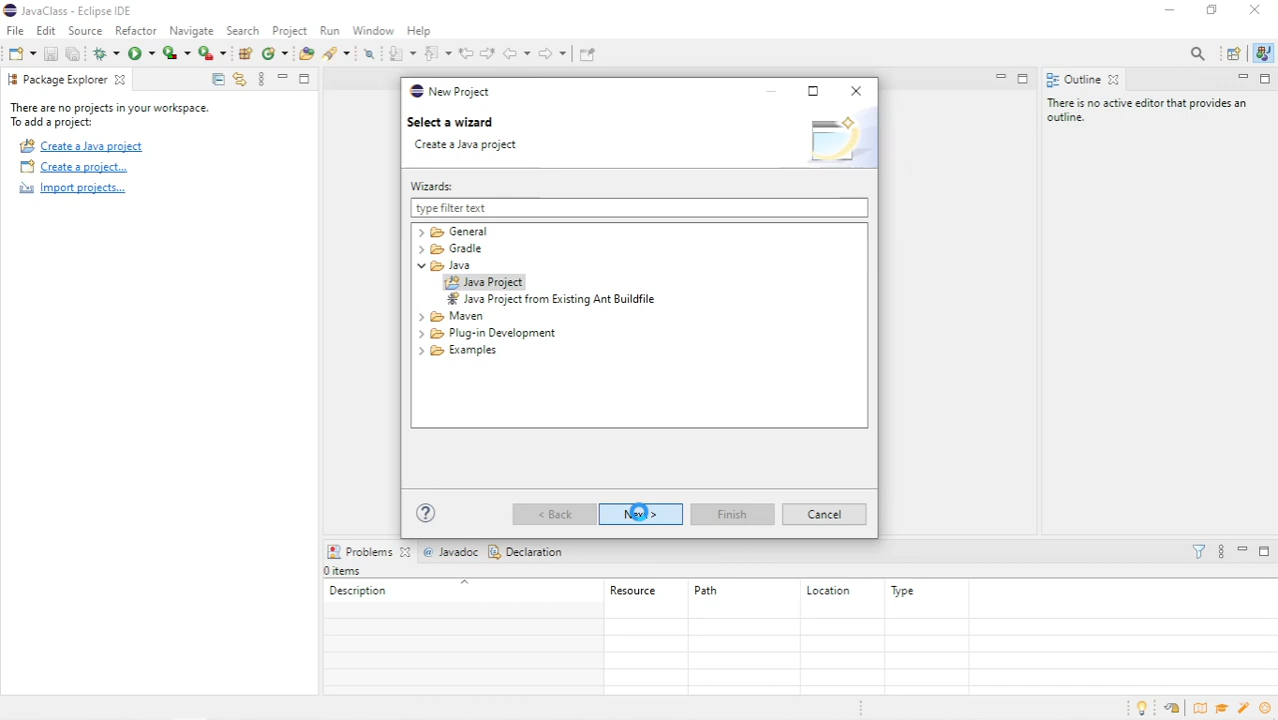 JavaClass - Eclipse IDE
File Edit Source Refactor Navigate Search Project Run Window Help
Package Explorer
There are no projects in your workspace.
To add a project:
Create a Java project
Create a project...
Import projects...
New Project
Select a wizard
Create a Java project
Wizards:
type filter text
General
Gradle
Java
Java Project
Java Project from Existing Ant Buildfile
Maven
Plug-in Development
Examples
?
< Back Next > Finish Cancel
Outline
There is no active editor that provides an
outline.
Problems @ Javadoc Declaration
0 items
Description Resource Path Location Type